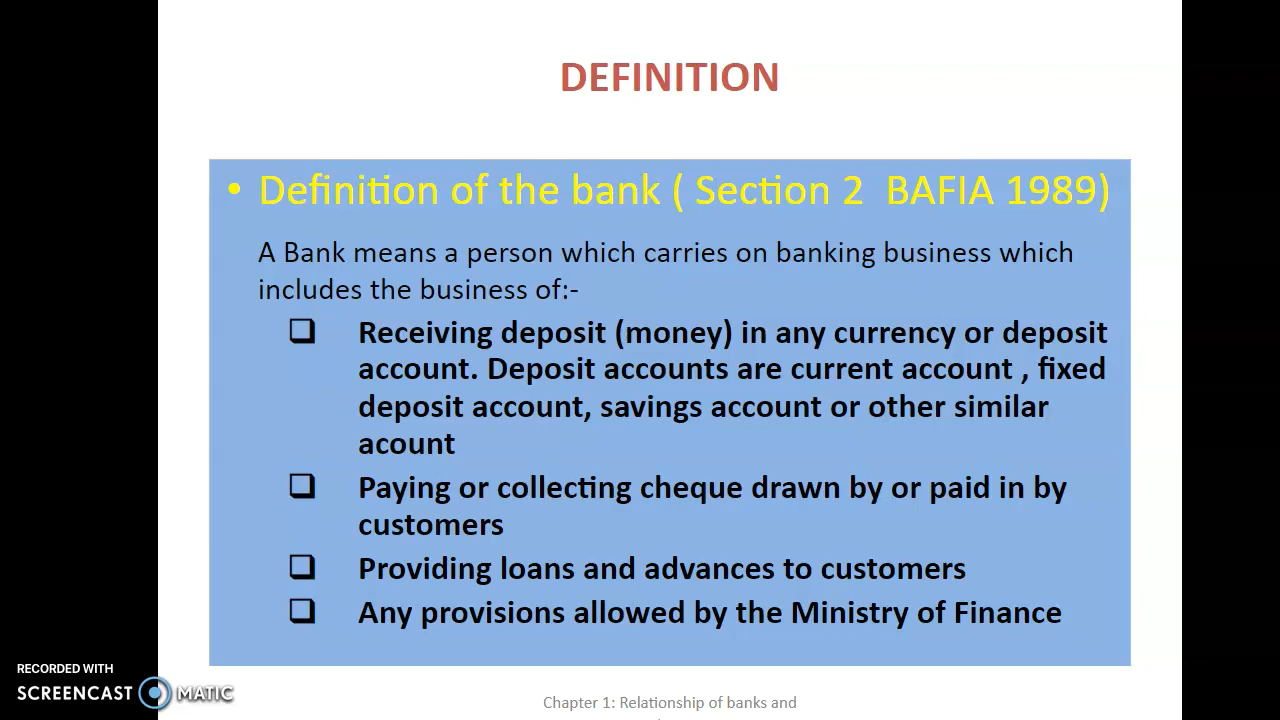 DEFINITION
• Definition of the bank ( Section 2 BAFIA 1989)
A Bank means a person which carries on banking business which
includes the business of:-
❑ Receiving deposit (money) in any currency or deposit
account. Deposit accounts are current account , fixed
deposit account, savings account or other similar
acount
❑ Paying or collecting cheque drawn by or paid in by
customers
❑ Providing loans and advances to customers
❑ Any provisions allowed by the Ministry of Finance
RECORDED WITH
SCREENCAST MATIC
Chapter 1: Relationship of banks and